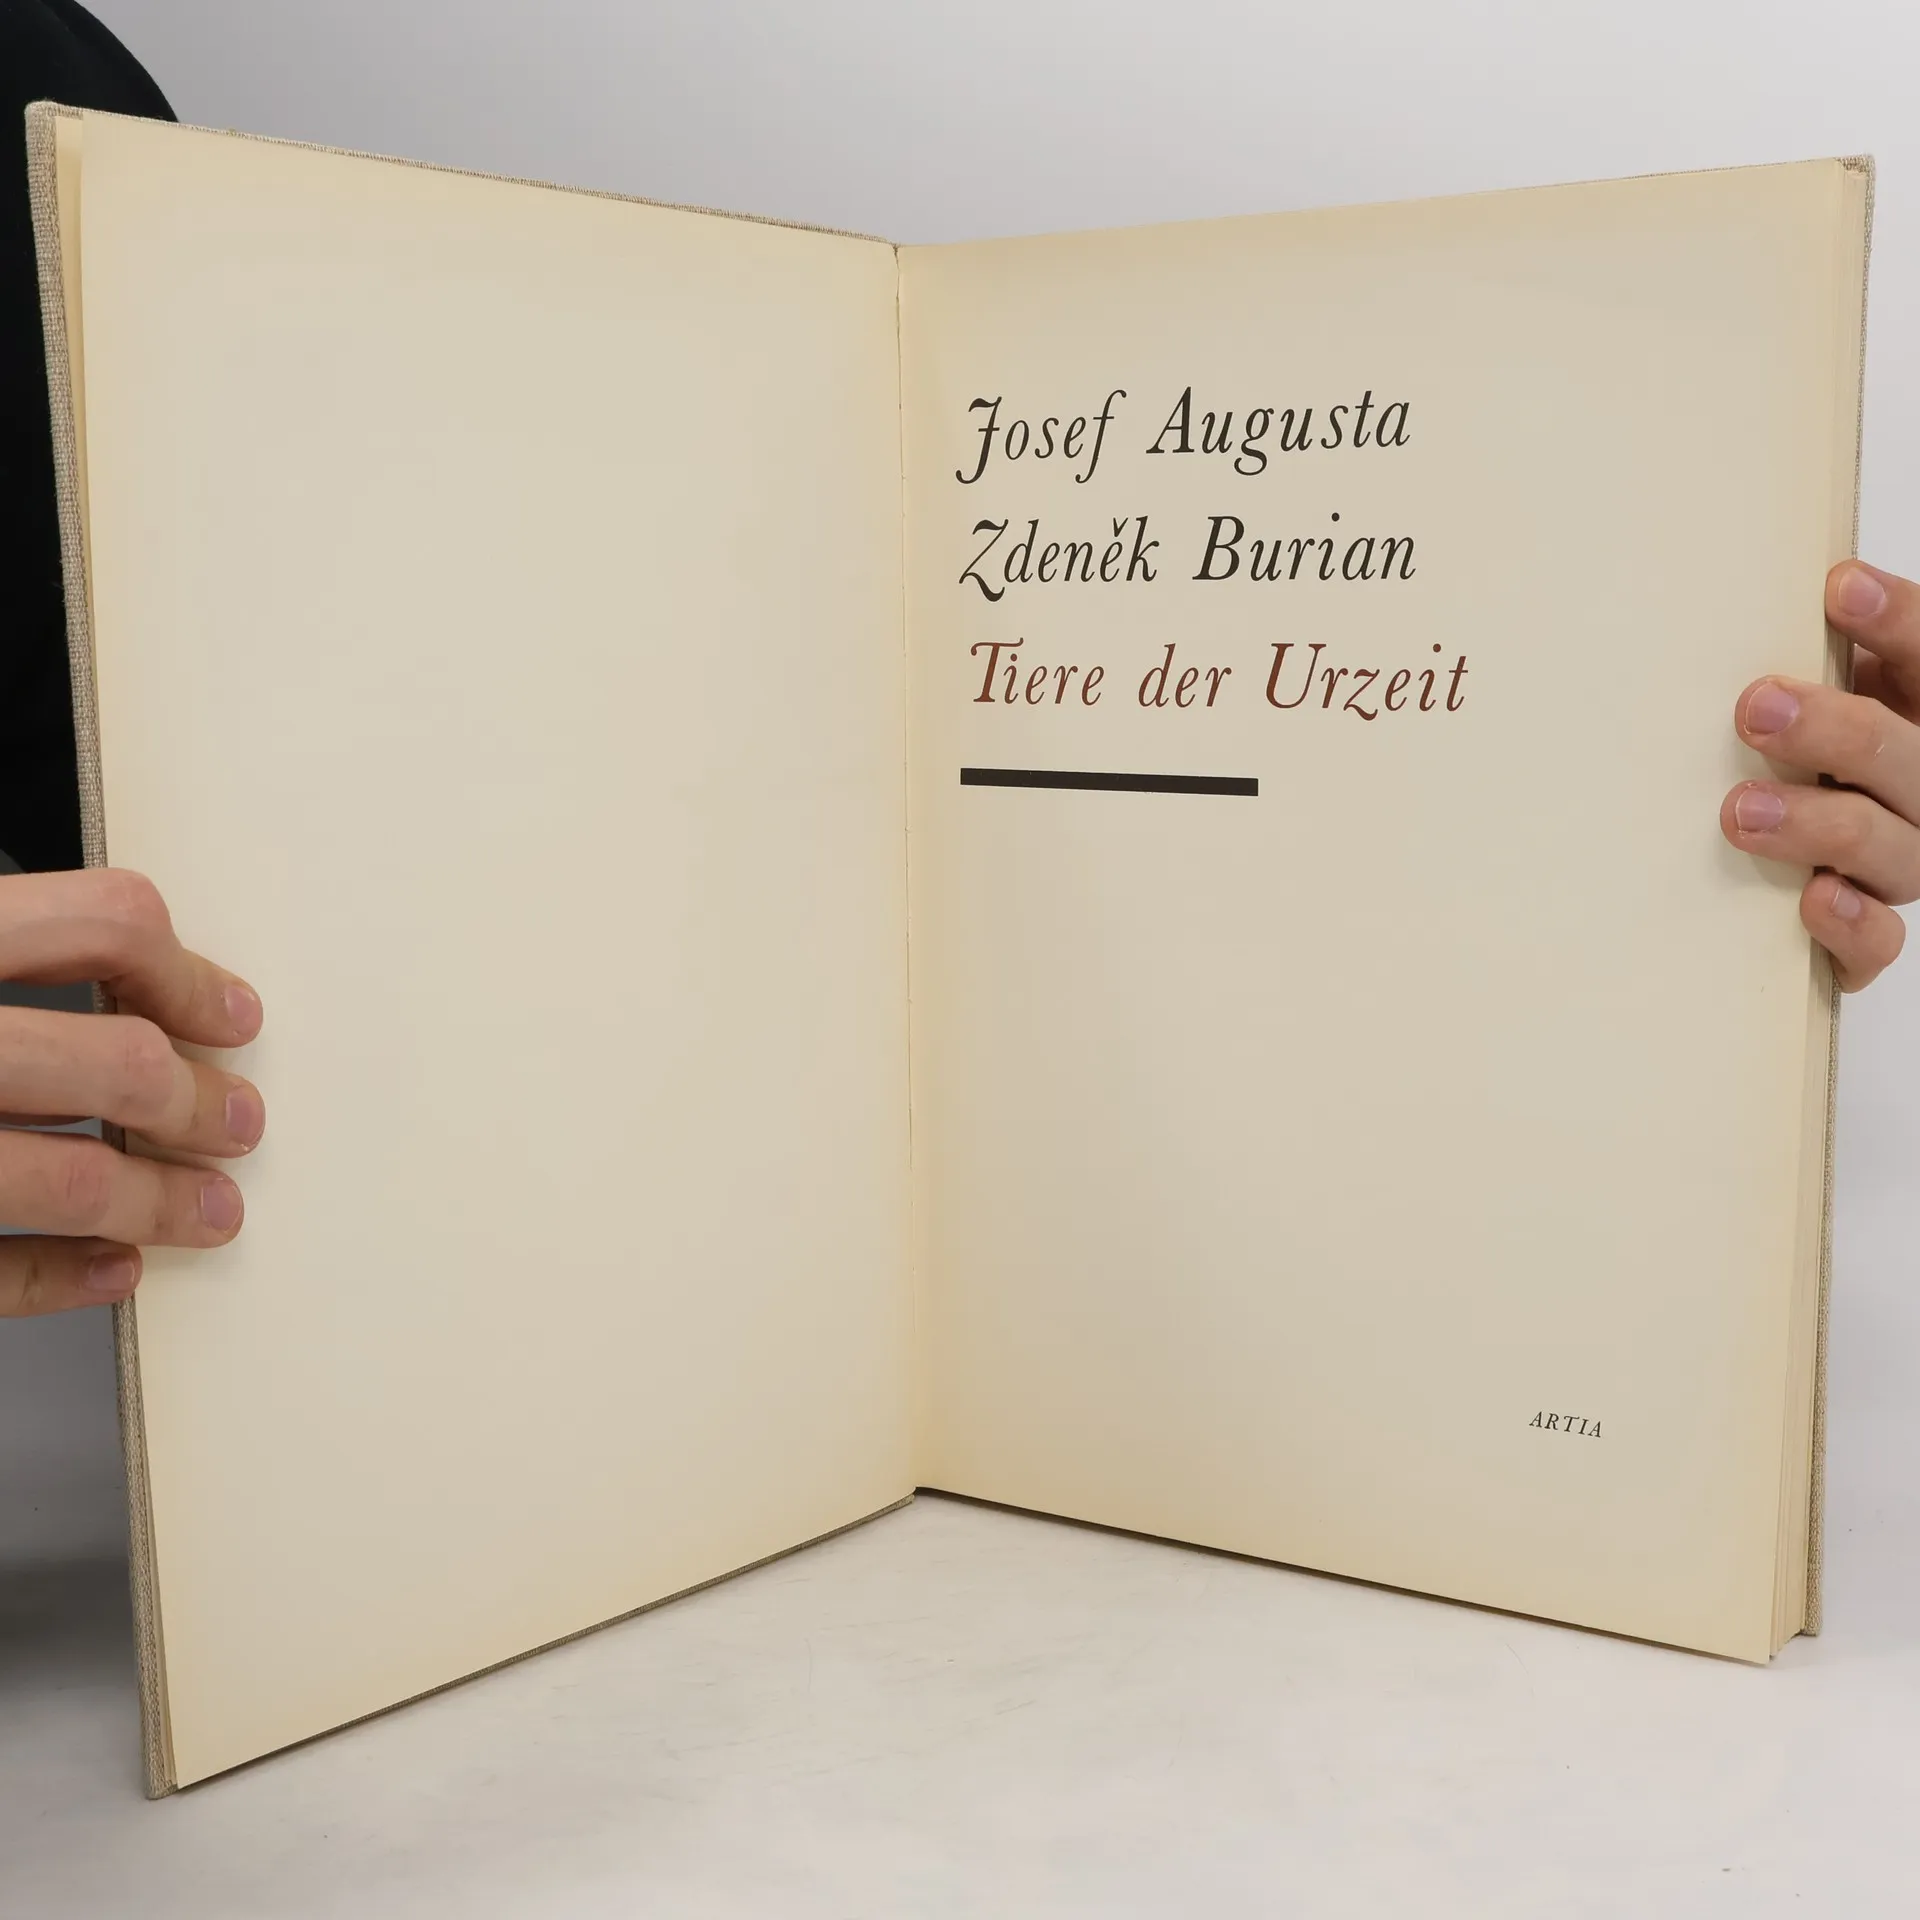 Josef Augusta
Zdeněk Burian
Tiere der Urzeit
ARTIA